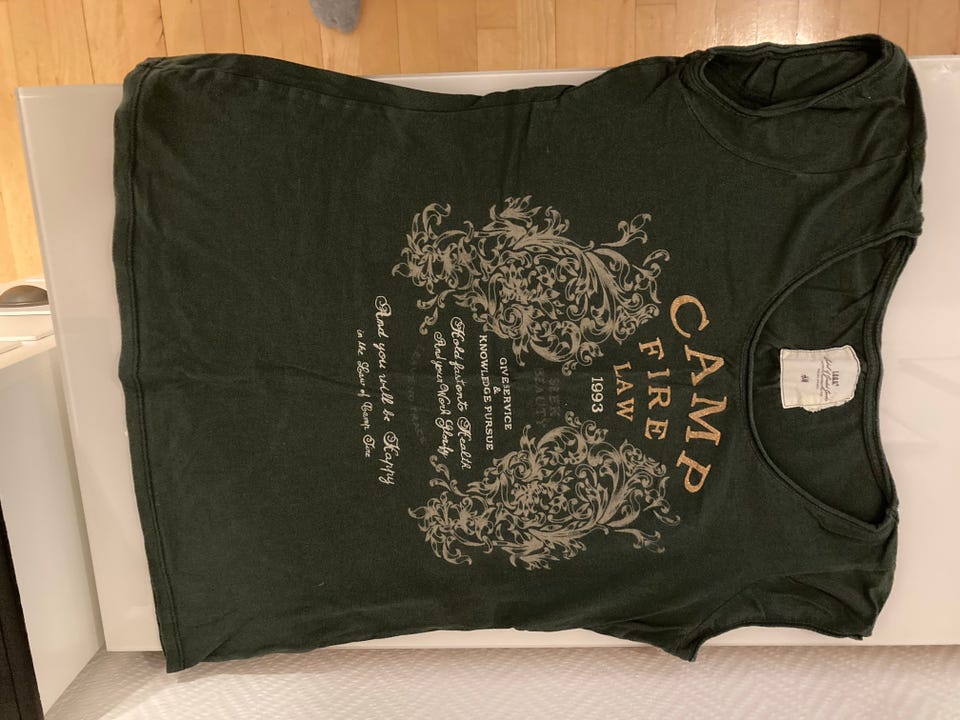 L.O.G.G.
H&M
CAMP
FIRE
LAW
1993
SEEK
BEAUTY
GIVE SERVICE
&
KNOWLEDGE PURSUE
Hold fast onto Health
And your Work Glorify
And you will be Happy
in the Law of Camp Fire